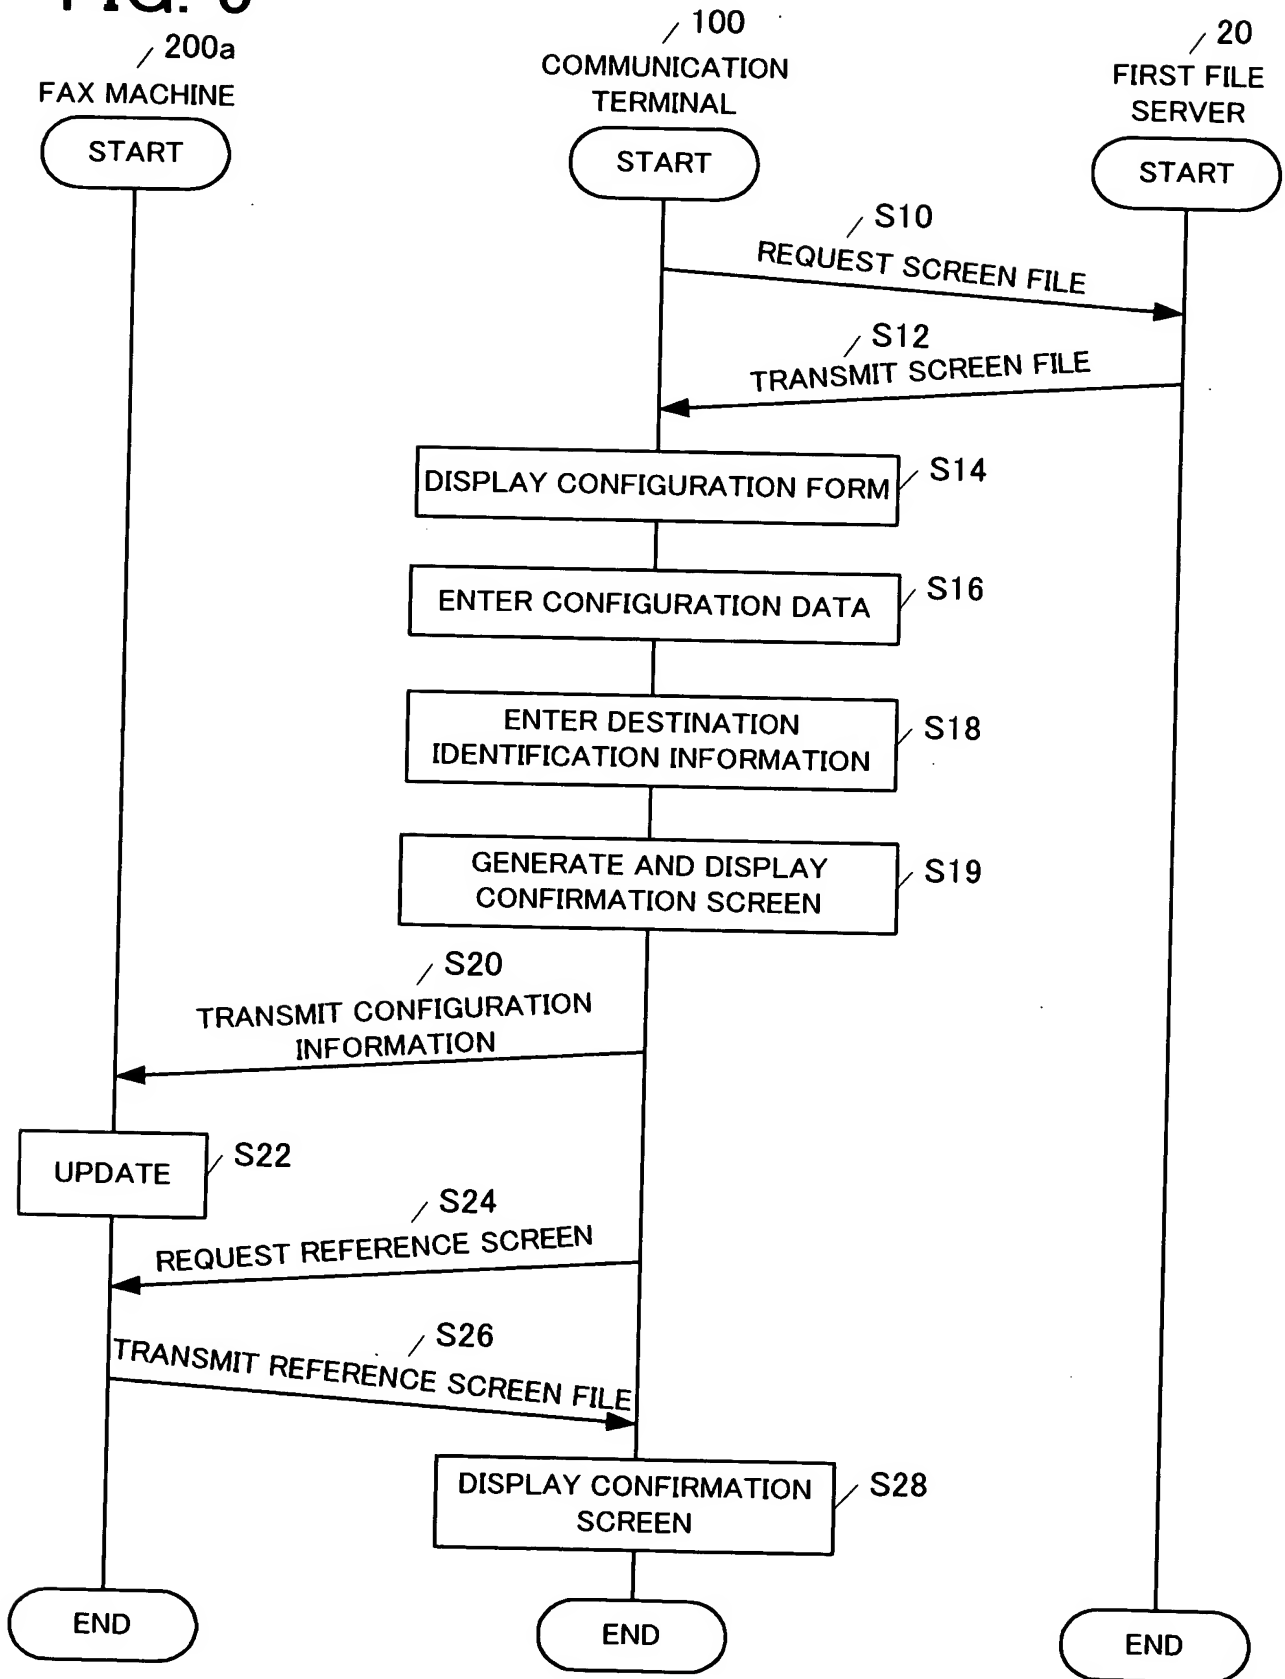 200a
FAX MACHINE
START
100
COMMUNICATION
TERMINAL
START
20
FIRST FILE
SERVER
START
S10
REQUEST SCREEN FILE
S12
TRANSMIT SCREEN FILE
DISPLAY CONFIGURATION FORM
S14
ENTER CONFIGURATION DATA
S16
ENTER DESTINATION
IDENTIFICATION INFORMATION
S18
GENERATE AND DISPLAY
CONFIRMATION SCREEN
S19
S20
TRANSMIT CONFIGURATION
INFORMATION
UPDATE
S22
S24
REQUEST REFERENCE SCREEN
S26
TRANSMIT REFERENCE SCREEN FILE
DISPLAY CONFIRMATION
SCREEN
S28
END
END
END